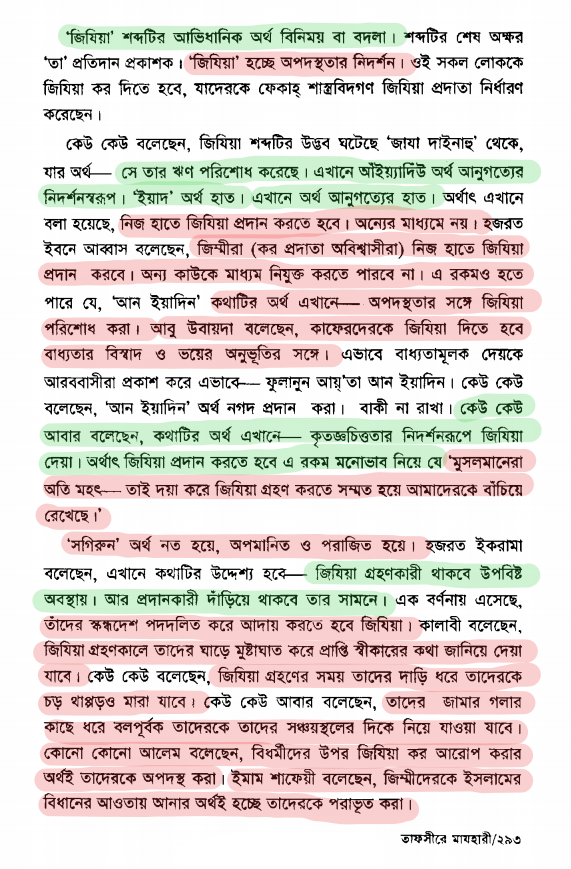 'জিযিয়া' শব্দটির আভিধানিক অর্থ বিনিময় বা বদলা। শব্দটির শেষ অক্ষর
'তা' প্রতিদান প্রকাশক। 'জিযিয়া' হচ্ছে অপদস্থতার নিদর্শন। ওই সকল লোককে
জিযিয়া কর দিতে হবে, যাদেরকে ফেকাহ্ শাস্ত্রবিদগণ জিযিয়া প্রদাতা নির্ধারণ
করেছেন।
কেউ কেউ বলেছেন, জিযিয়া শব্দটির উদ্ভব ঘটেছে 'জাযা দাইনাহু' থেকে,
যার অর্থ— সে তার ঋণ পরিশোধ করেছে। এখানে আঁইয়্যাদিঁউ অর্থ আনুগত্যের
নিদর্শনস্বরূপ। 'ইয়াদ' অর্থ হাত। এখানে অর্থ আনুগত্যের হাত। অর্থাৎ এখানে
বলা হয়েছে, নিজ হাতে জিযিয়া প্রদান করতে হবে। অন্যের মাধ্যমে নয়। হজরত
ইবনে আব্বাস বলেছেন, জিম্মীরা (কর প্রদাতা অবিশ্বাসীরা) নিজ হাতে জিযিয়া
প্রদান করবে। অন্য কাউকে মাধ্যম নিযুক্ত করতে পারবে না। এ রকমও হতে
পারে যে, 'আন ইয়াদিন' কথাটির অর্থ এখানে— অপদস্থতার সঙ্গে জিযিয়া
পরিশোধ করা। আবু উবায়দা বলেছেন, কাফেরদেরকে জিযিয়া দিতে হবে
বাধ্যতার বিস্বাদ ও ভয়ের অনুভূতির সঙ্গে। এভাবে বাধ্যতামূলক দেয়কে
আরববাসীরা প্রকাশ করে এভাবে— ফুলানুন আয়্'তা আন ইয়াদিন। কেউ কেউ
বলেছেন, 'আন ইয়াদিন' অর্থ নগদ প্রদান করা। বাকী না রাখা। কেউ কেউ
আবার বলেছেন, কথাটির অর্থ এখানে— কৃতজ্ঞচিত্ততার নিদর্শনরূপে জিযিয়া
দেয়া। অর্থাৎ জিযিয়া প্রদান করতে হবে এ রকম মনোভাব নিয়ে যে 'মুসলমানেরা
অতি মহৎ— তাই দয়া করে জিযিয়া গ্রহণ করতে সম্মত হয়ে আমাদেরকে বাঁচিয়ে
রেখেছে।'
'সগিরুন' অর্থ নত হয়ে, অপমানিত ও পরাজিত হয়ে। হজরত ইকরামা
বলেছেন, এখানে কথাটির উদ্দেশ্য হবে— জিযিয়া গ্রহণকারী থাকবে উপবিষ্ট
অবস্থায়। আর প্রদানকারী দাঁড়িয়ে থাকবে তার সামনে। এক বর্ণনায় এসেছে,
তাঁদের স্কন্ধদেশ পদদলিত করে আদায় করতে হবে জিযিয়া। কালাবী বলেছেন,
জিযিয়া গ্রহণকালে তাদের ঘাড়ে মুষ্টাঘাত করে প্রাপ্তি স্বীকারের কথা জানিয়ে দেয়া
যাবে। কেউ কেউ বলেছেন, জিযিয়া গ্রহণের সময় তাদের দাড়ি ধরে তাদেরকে
চড় থাপ্পড়ও মারা যাবে। কেউ কেউ আবার বলেছেন, তাদের জামার গলার
কাছে ধরে বলপূর্বক তাদেরকে তাদের সঞ্চয়স্থলের দিকে নিয়ে যাওয়া যাবে।
কোনো কোনো আলেম বলেছেন, বিধর্মীদের উপর জিযিয়া কর আরোপ করার
অর্থই তাদেরকে অপদস্থ করা। ইমাম শাফেয়ী বলেছেন, জিম্মীদেরকে ইসলামের
বিধানের আওতায় আনার অর্থই হচ্ছে তাদেরকে পরাভূত করা।
তাফসীরে মাযহারী/২৯৩